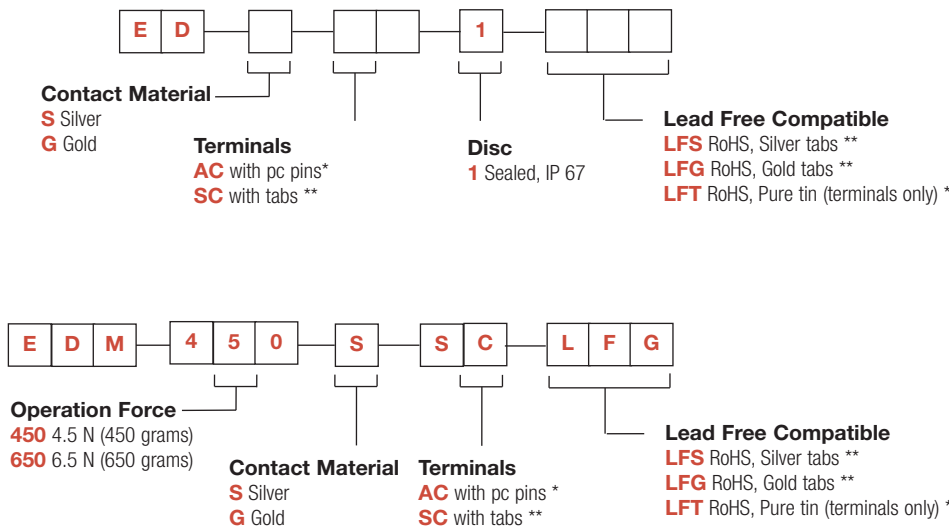 E D 1
Contact Material
S Silver
G Gold
Terminals
AC with pc pins*
SC with tabs **
Disc
1 Sealed, IP 67
Lead Free Compatible
LFS RoHS, Silver tabs **
LFG RoHS, Gold tabs **
LFT RoHS, Pure tin (terminals only) *
E D M 4 5 0 S S C L F G
Operation Force
450 4.5 N (450 grams)
650 6.5 N (650 grams)
Contact Material
S Silver
G Gold
Terminals
AC with pc pins *
SC with tabs **
Lead Free Compatible
LFS RoHS, Silver tabs **
LFG RoHS, Gold tabs **
LFT RoHS, Pure tin (terminals only) *